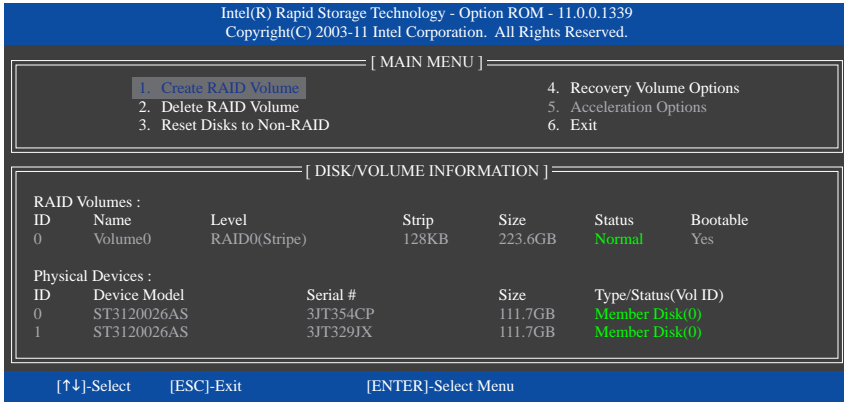 Intel(R) Rapid Storage Technology - Option ROM - 11.0.0.1339
Copyright(C) 2003-11 Intel Corporation. All Rights Reserved.
[ MAIN MENU ]
1. Create RAID Volume 4. Recovery Volume Options
2. Delete RAID Volume 5. Acceleration Options
3. Reset Disks to Non-RAID 6. Exit
[ DISK/VOLUME INFORMATION ]
RAID Volumes :
ID Name Level Strip Size Status Bootable
0 Volume0 RAID0(Stripe) 128KB 223.6GB Normal Yes
Physical Devices :
ID Device Model Serial # Size Type/Status(Vol ID)
0 ST3120026AS 3JT354CP 111.7GB Member Disk(0)
1 ST3120026AS 3JT329JX 111.7GB Member Disk(0)
[↑↓]-Select [ESC]-Exit [ENTER]-Select Menu